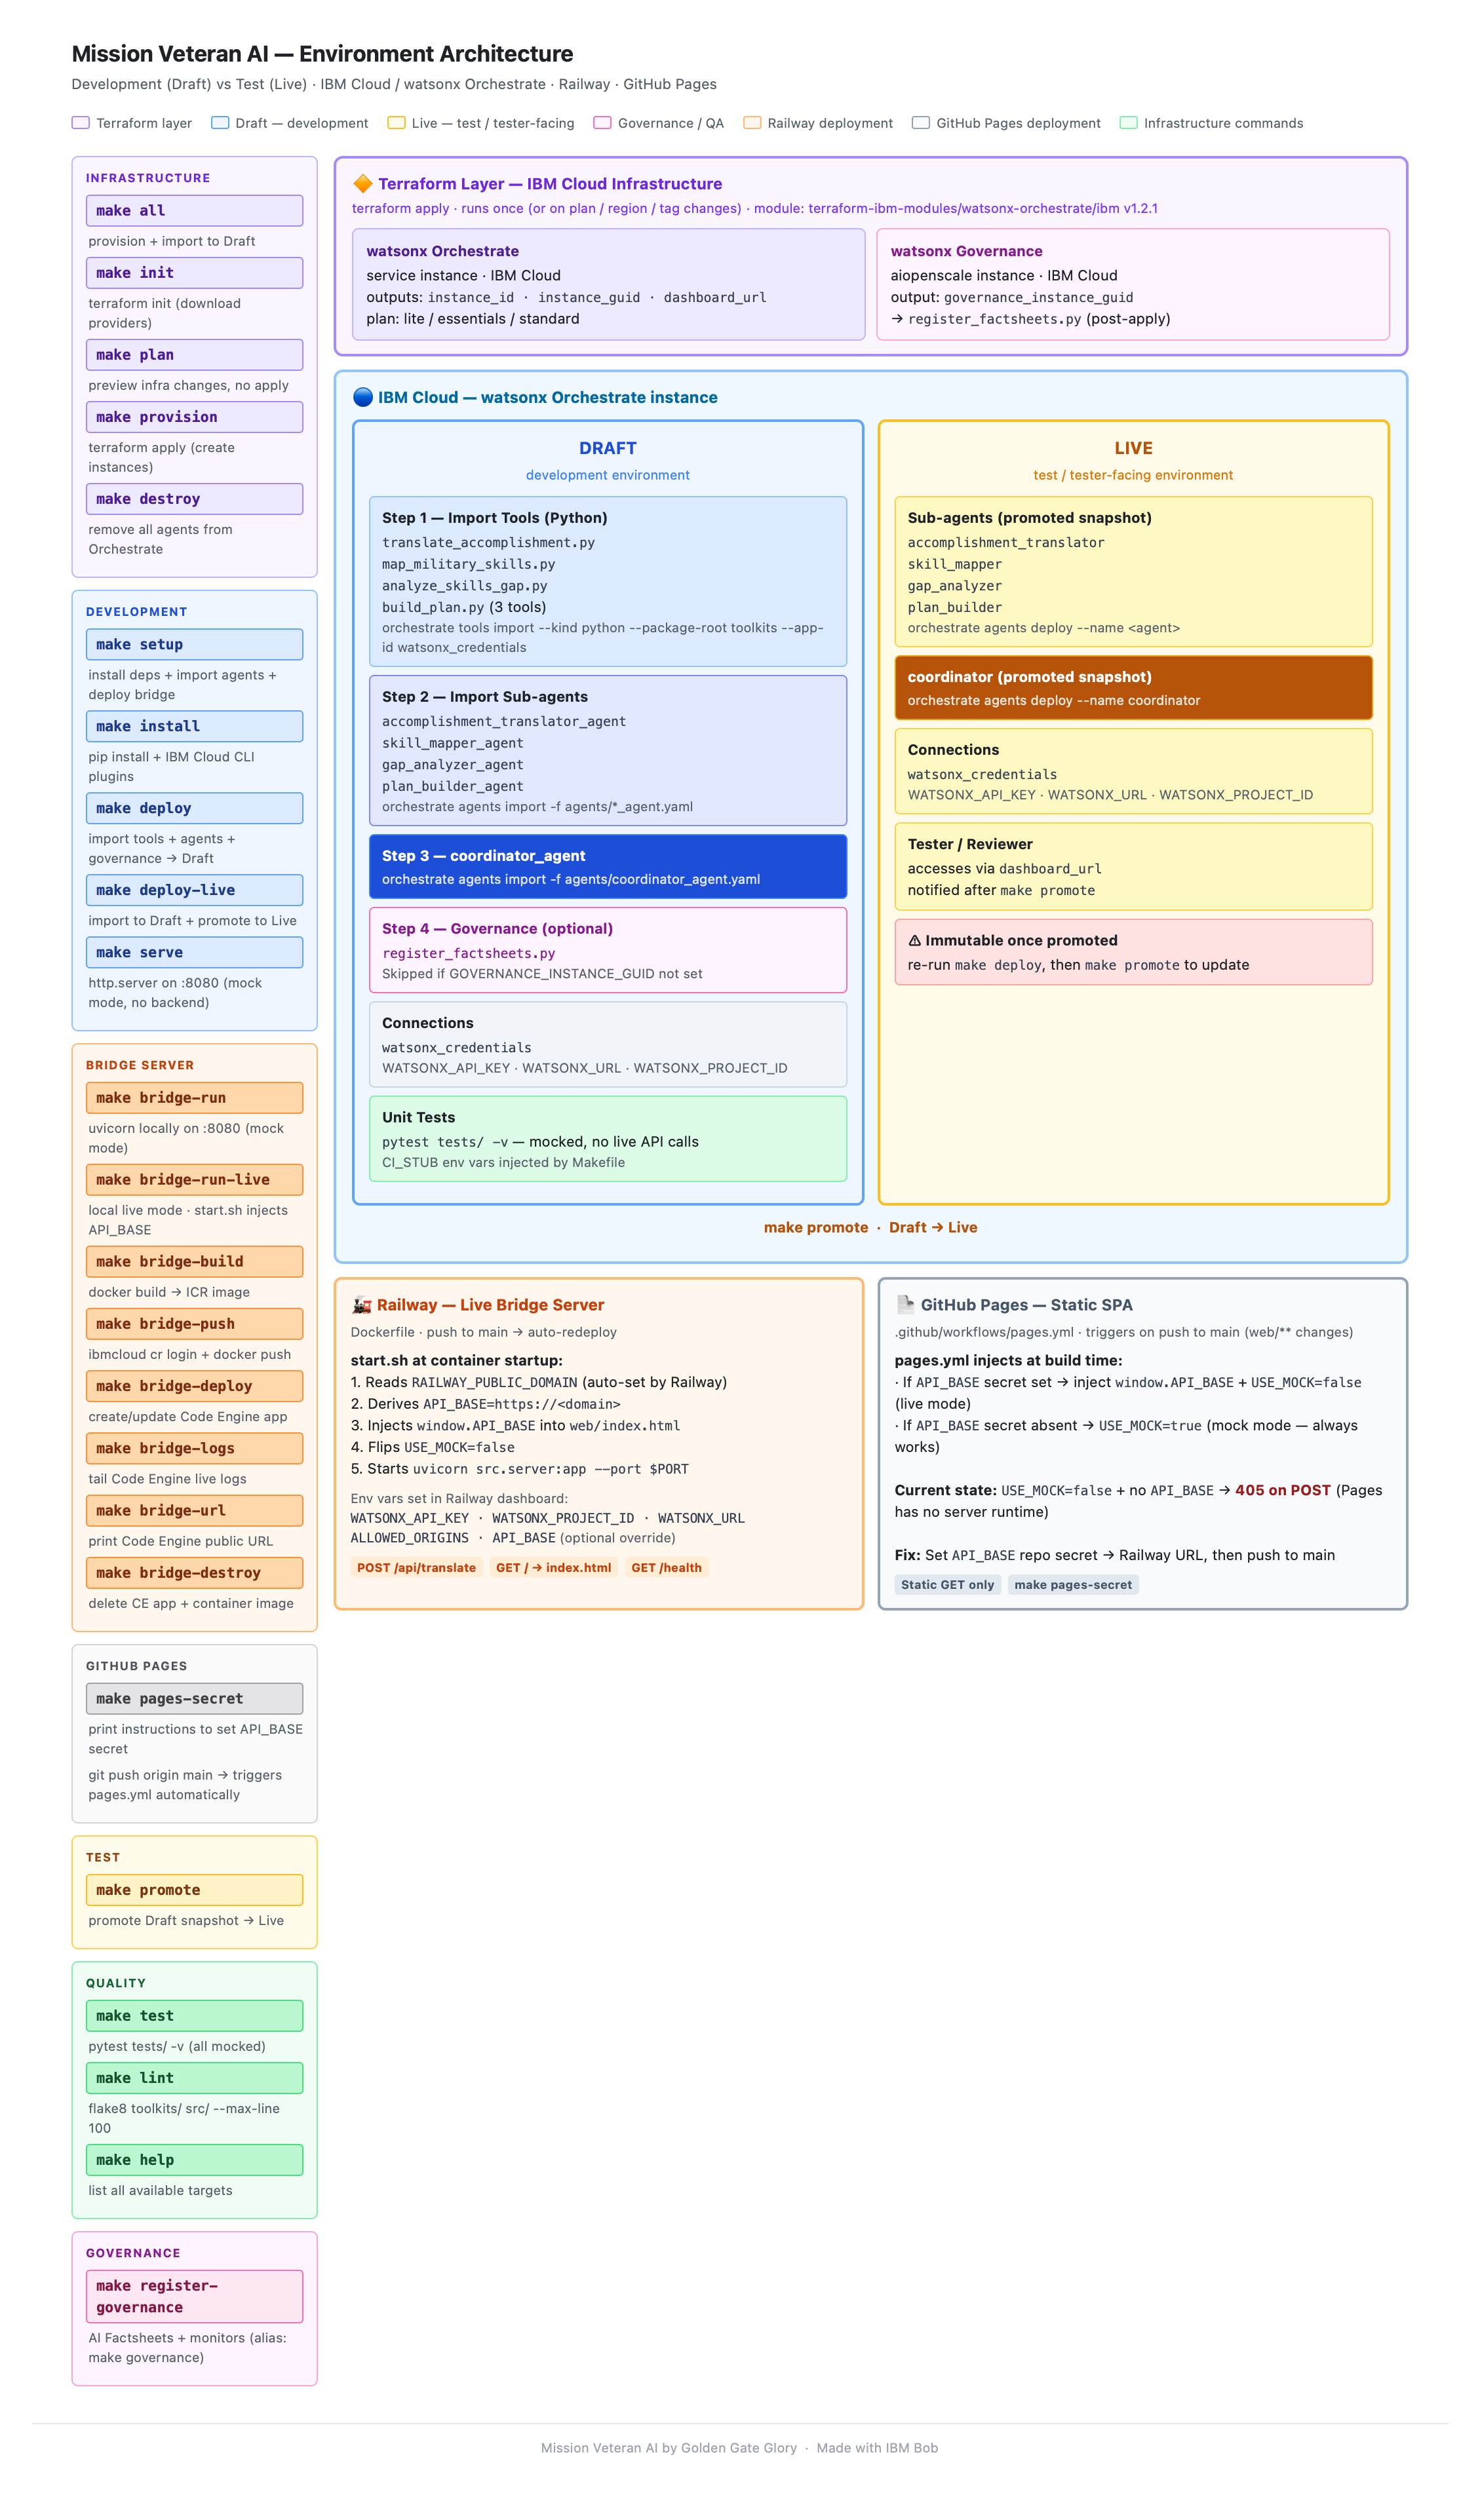 Mission Veteran AI — Environment Architecture
Development (Draft) vs Test (Live) · IBM Cloud / watsonx Orchestrate · Railway · GitHub Pages
Terraform layer
Draft — development
Live — test / tester-facing
Governance / QA
Railway deployment
GitHub Pages deployment
Infrastructure commands
INFRASTRUCTURE
make all
provision + import to Draft
make init
terraform init (download
providers)
make plan
preview infra changes, no apply
make provision
terraform apply (create
instances)
make destroy
remove all agents from
Orchestrate
DEVELOPMENT
make setup
install deps + import agents +
deploy bridge
make install
pip install + IBM Cloud CLI
plugins
make deploy
import tools + agents +
governance → Draft
make deploy-live
import to Draft + promote to Live
make serve
http.server on :8080 (mock
mode, no backend)
BRIDGE SERVER
make bridge-run
uvicorn locally on :8080 (mock
mode)
make bridge-run-live
local live mode · start.sh injects
API_BASE
make bridge-build
docker build → ICR image
make bridge-push
ibmcloud cr login + docker push
make bridge-deploy
create/update Code Engine app
make bridge-logs
tail Code Engine live logs
make bridge-url
print Code Engine public URL
make bridge-destroy
delete CE app + container image
GITHUB PAGES
make pages-secret
print instructions to set API_BASE
secret
git push origin main → triggers
pages.yml automatically
TEST
make promote
promote Draft snapshot → Live
QUALITY
make test
pytest tests/ -v (all mocked)
make lint
flake8 toolkits/ src/ --max-line
100
make help
list all available targets
GOVERNANCE
make register-
governance
AI Factsheets + monitors (alias:
make governance)
Terraform Layer — IBM Cloud Infrastructure
terraform apply · runs once (or on plan / region / tag changes) · module: terraform-ibm-modules/watsonx-orchestrate/ibm v1.2.1
watsonx Orchestrate
service instance · IBM Cloud
outputs: instance_id · instance_guid · dashboard_url
plan: lite / essentials / standard
watsonx Governance
aiopenscale instance · IBM Cloud
output: governance_instance_guid
→ register_factsheets.py (post-apply)
IBM Cloud — watsonx Orchestrate instance
DRAFT
development environment
Step 1 — Import Tools (Python)
translate_accomplishment.py
map_military_skills.py
analyze_skills_gap.py
build_plan.py (3 tools)
orchestrate tools import --kind python --package-root toolkits --app-
id watsonx_credentials
Step 2 — Import Sub-agents
accomplishment_translator_agent
skill_mapper_agent
gap_analyzer_agent
plan_builder_agent
orchestrate agents import -f agents/*_agent.yaml
Step 3 — coordinator_agent
orchestrate agents import -f agents/coordinator_agent.yaml
Step 4 — Governance (optional)
register_factsheets.py
Skipped if GOVERNANCE_INSTANCE_GUID not set
Connections
watsonx_credentials
WATSONX_API_KEY · WATSONX_URL · WATSONX_PROJECT_ID
Unit Tests
pytest tests/ -v — mocked, no live API calls
CI_STUB env vars injected by Makefile
LIVE
test / tester-facing environment
Sub-agents (promoted snapshot)
accomplishment_translator
skill_mapper
gap_analyzer
plan_builder
orchestrate agents deploy --name <agent>
coordinator (promoted snapshot)
orchestrate agents deploy --name coordinator
Connections
watsonx_credentials
WATSONX_API_KEY · WATSONX_URL · WATSONX_PROJECT_ID
Tester / Reviewer
accesses via dashboard_url
notified after make promote
⚠ Immutable once promoted
re-run make deploy, then make promote to update
make promote · Draft → Live
Railway — Live Bridge Server
Dockerfile · push to main → auto-redeploy
start.sh at container startup:
1. Reads RAILWAY_PUBLIC_DOMAIN (auto-set by Railway)
2. Derives API_BASE=https://<domain>
3. Injects window.API_BASE into web/index.html
4. Flips USE_MOCK=false
5. Starts uvicorn src.server:app --port $PORT
Env vars set in Railway dashboard:
WATSONX_API_KEY · WATSONX_PROJECT_ID · WATSONX_URL
ALLOWED_ORIGINS · API_BASE (optional override)
POST /api/translate
GET / → index.html
GET /health
GitHub Pages — Static SPA
.github/workflows/pages.yml · triggers on push to main (web/** changes)
pages.yml injects at build time:
· If API_BASE secret set → inject window.API_BASE + USE_MOCK=false
(live mode)
· If API_BASE secret absent → USE_MOCK=true (mock mode — always
works)
Current state: USE_MOCK=false + no API_BASE → 405 on POST (Pages
has no server runtime)
Fix: Set API_BASE repo secret → Railway URL, then push to main
Static GET only
make pages-secret
Mission Veteran AI by Golden Gate Glory · Made with IBM Bob